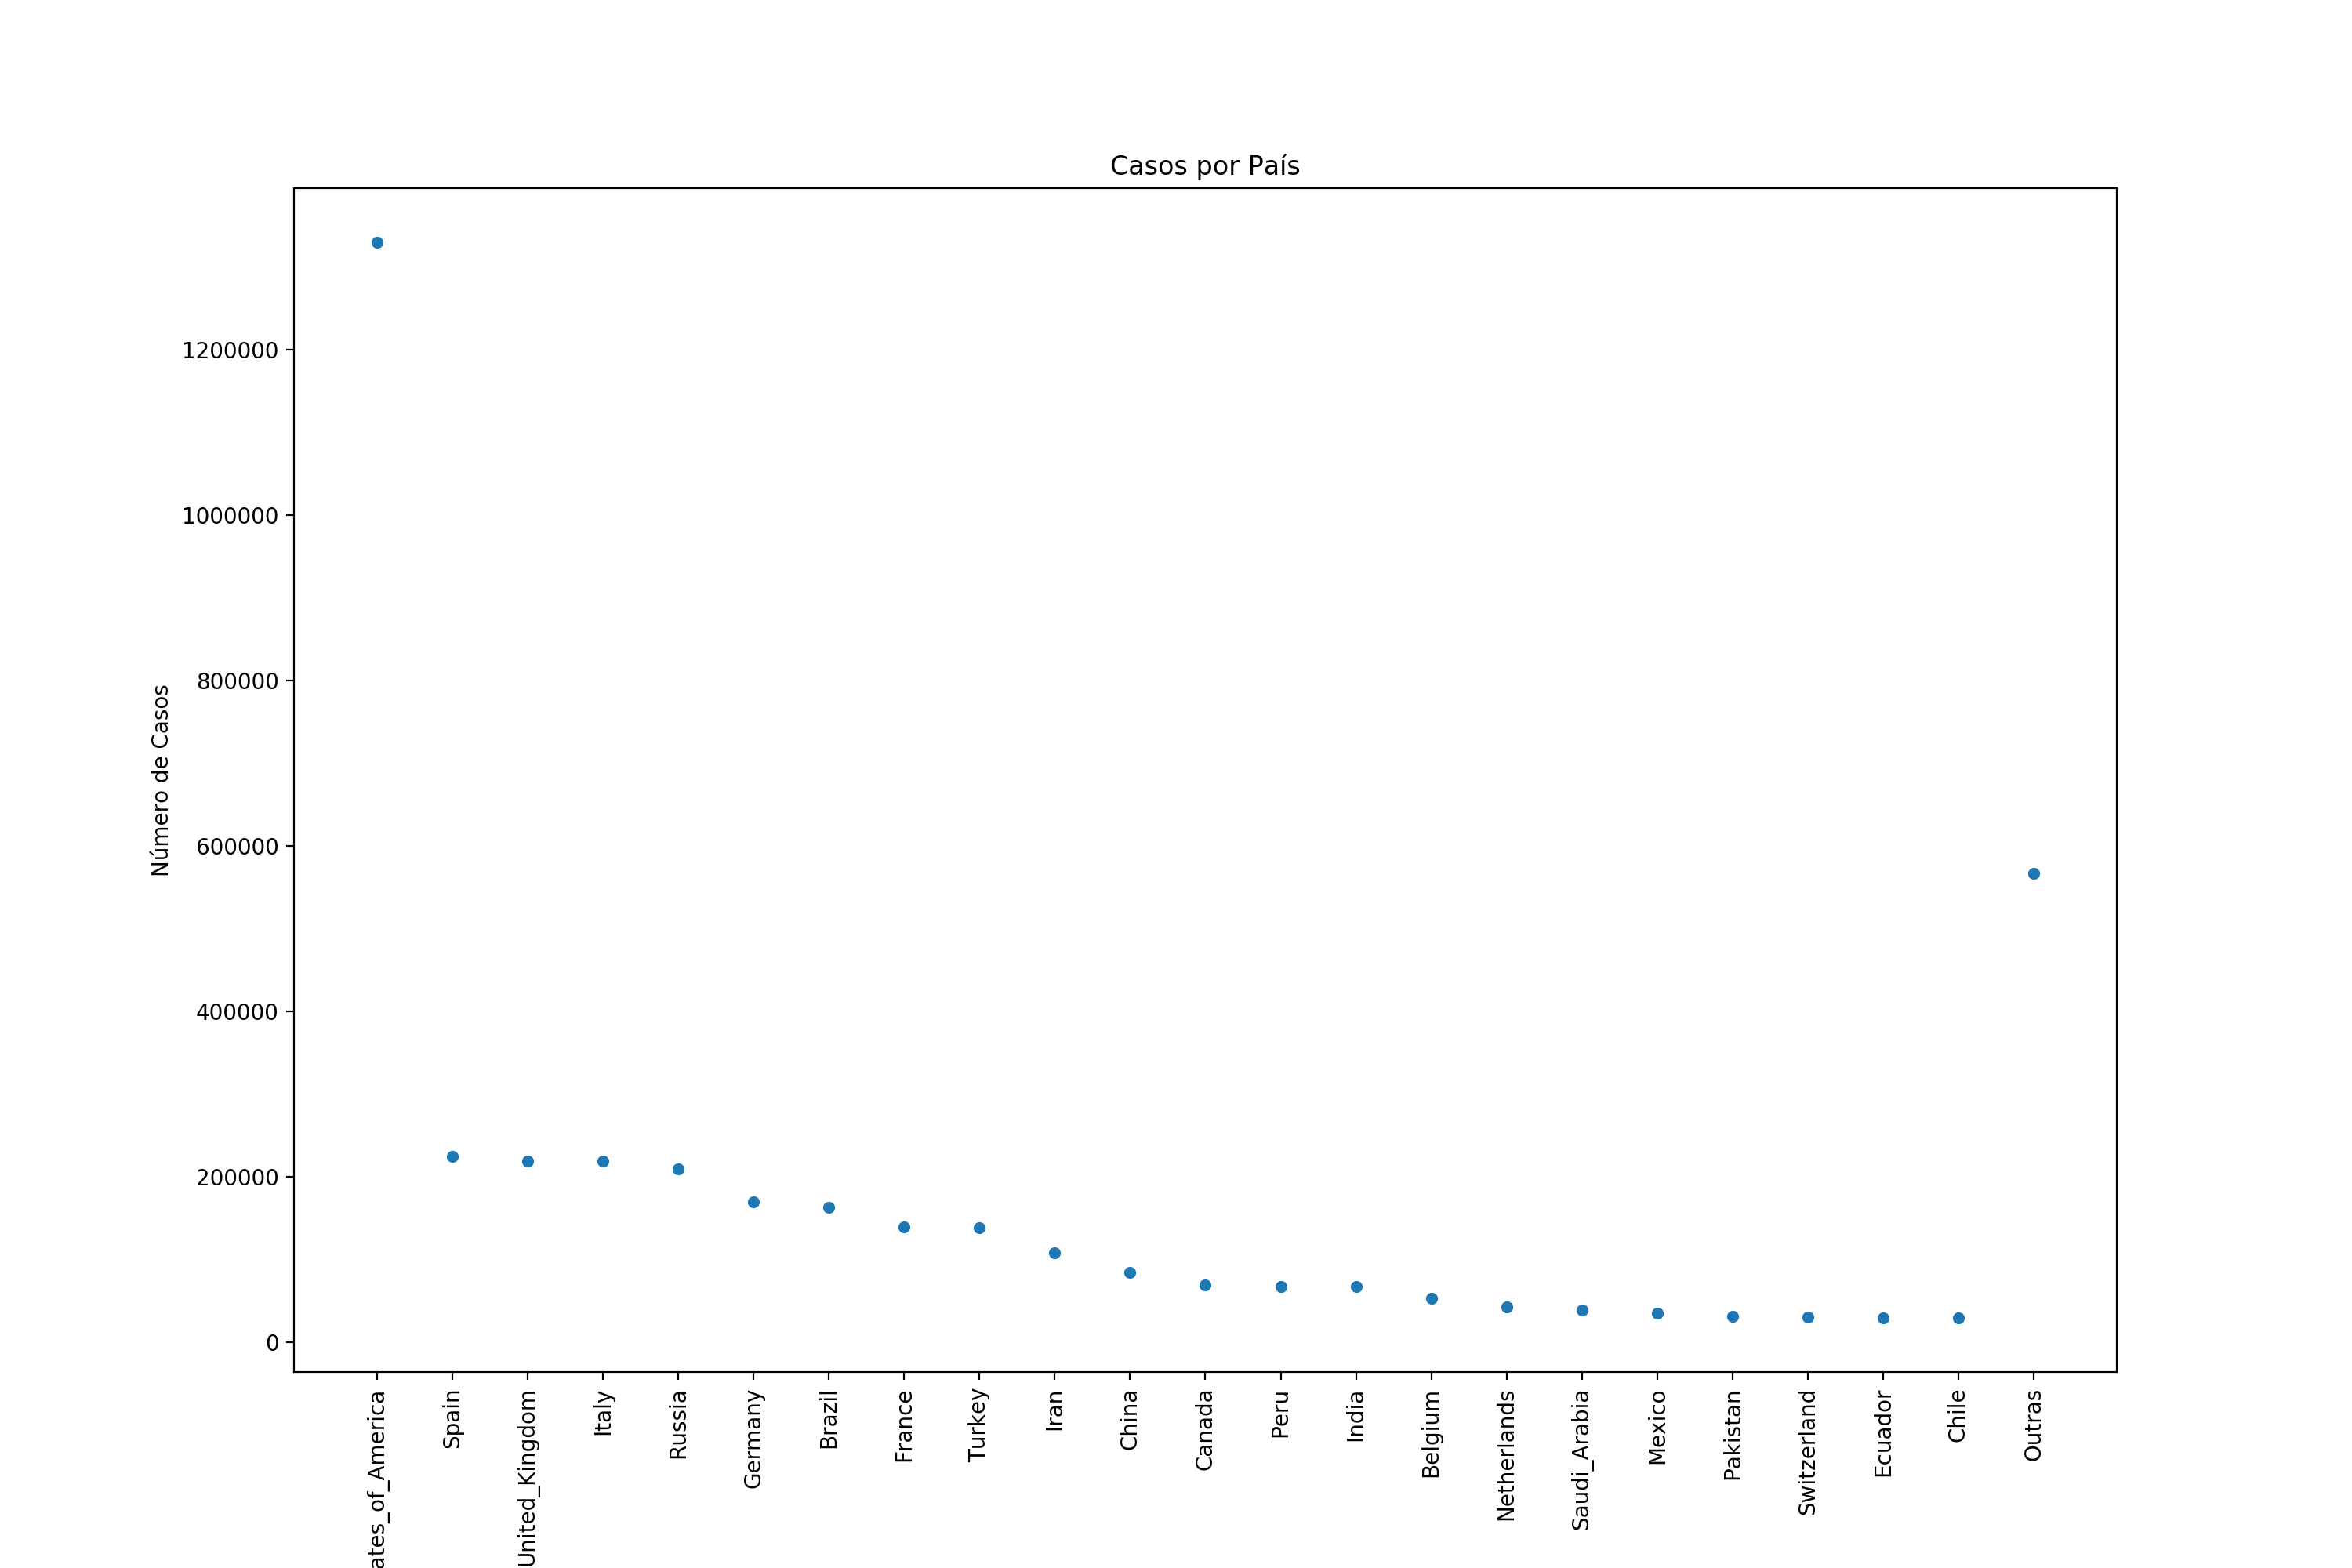 Casos por País
Número de Casos
1200000
1000000
800000
600000
400000
200000
0
ates_of_America
Spain
United_Kingdom
Italy
Russia
Germany
Brazil
France
Turkey
Iran
China
Canada
Peru
India
Belgium
Netherlands
Saudi_Arabia
Mexico
Pakistan
Switzerland
Ecuador
Chile
Outras